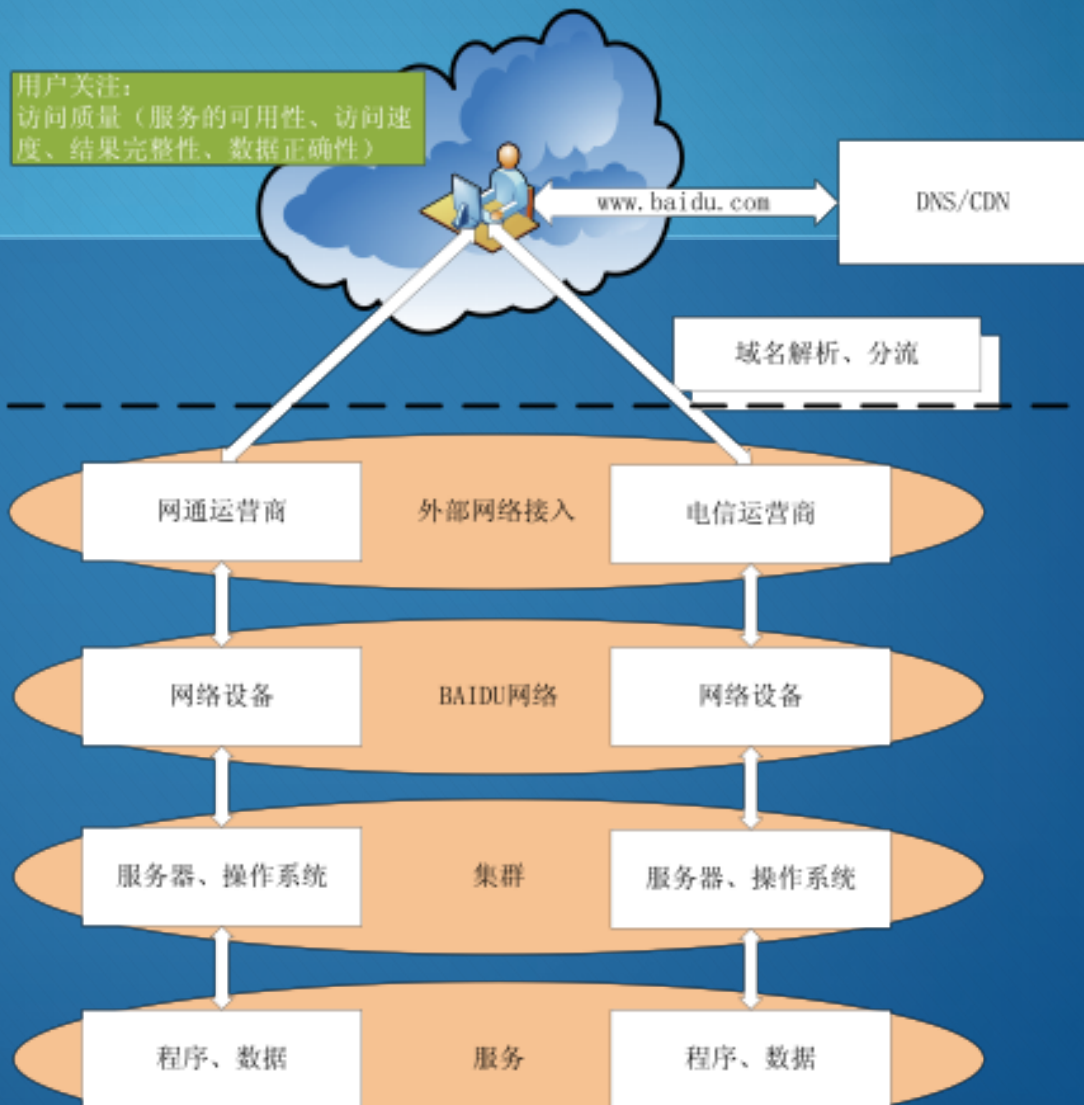 用户关注：
访问质量（服务的可用性、访问速
度、结果完整性、数据正确性）
www.baidu.com
DNS/CDN
域名解析、分流
网通运营商
外部网络接入
电信运营商
网络设备
BAIDU网络
网络设备
服务器、操作系统
集群
服务器、操作系统
程序、数据
服务
程序、数据